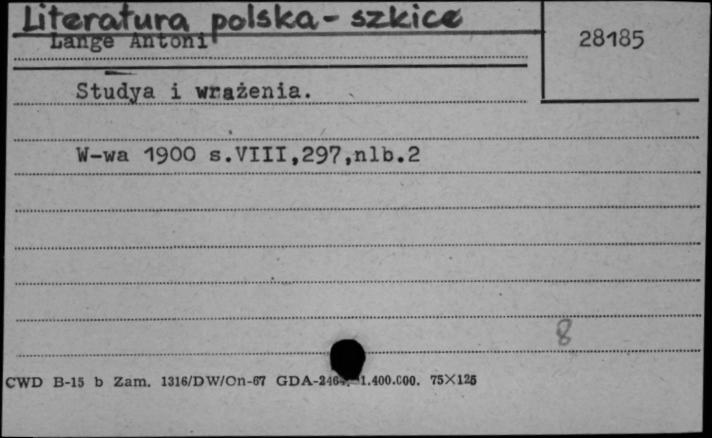 Literatura polska - szkice
28185
Lange Antoni
Studya i wrażenia.
W-wa 1900 s.VIII,297,nlb.2
8
CWD B-15 b Zam. 1316/DW/On-67 GDA-2464. 1.400.000. 75X125